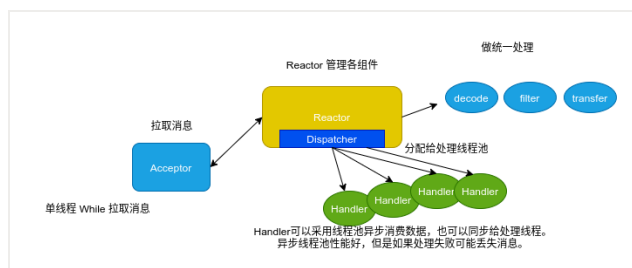 做统一处理
Reactor 管理各组件
decode
filter
transfer
Reactor
Dispatcher
拉取消息
分配给处理线程池
Acceptor
Handler
Handler
Handler
Handler
单线程 While 拉取消息
Handler可以采用线程池异步消费数据，也可以同步给处理线程。
异步线程池性能好，但是如果处理失败可能丢失消息。